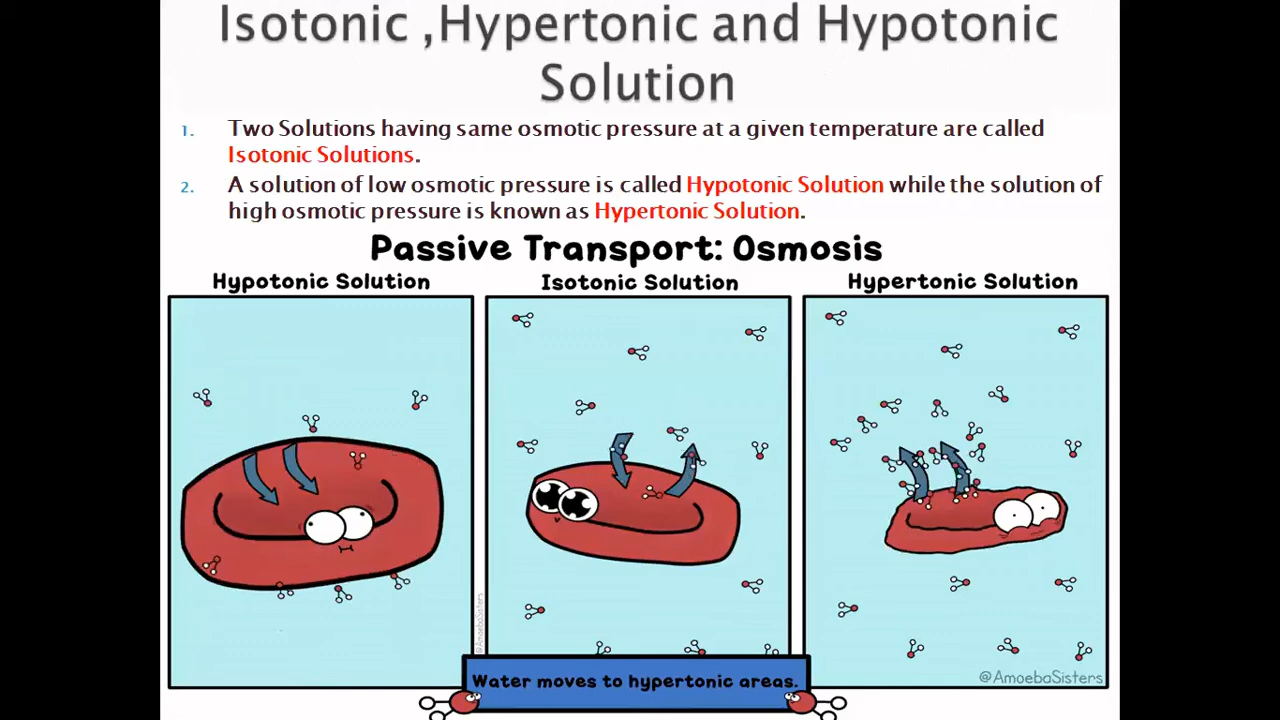 Isotonic ,Hypertonic and Hypotonic
Solution
1. Two Solutions having same osmotic pressure at a given temperature are called
Isotonic Solutions.
2. A solution of low osmotic pressure is called Hypotonic Solution while the solution of
high osmotic pressure is known as Hypertonic Solution.
Passive Transport: Osmosis
Hypotonic Solution
Isotonic Solution
Hypertonic Solution
@AmoebaSisters
Water moves to hypertonic areas.
@AmoebaSisters